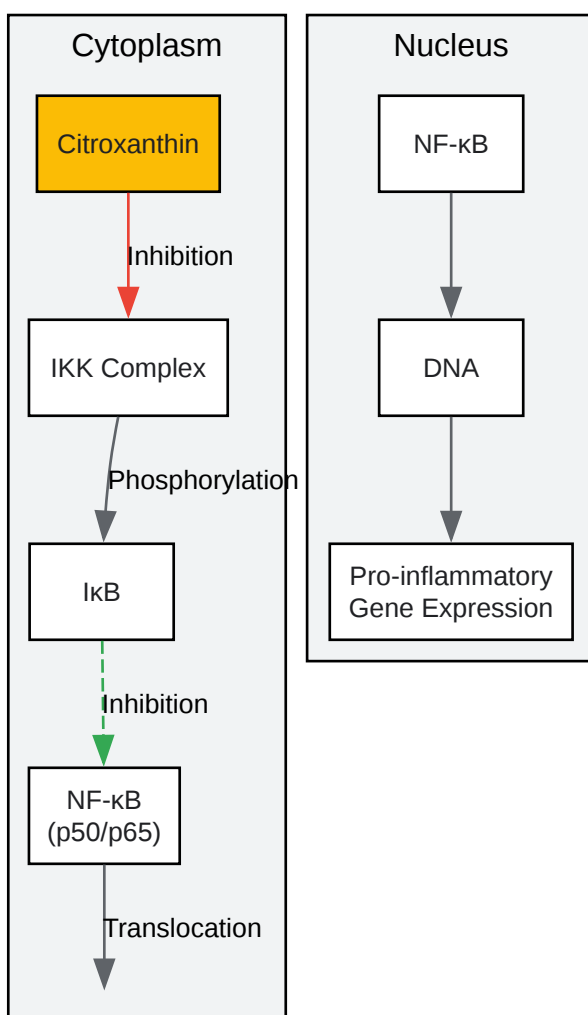 Cytoplasm
Citroxanthin
Inhibition
IKK Complex
Phosphorylation
IκB
Inhibition
NF-κB
(p50/p65)
Translocation
Nucleus
NF-κB
DNA
Pro-inflammatory
Gene Expression